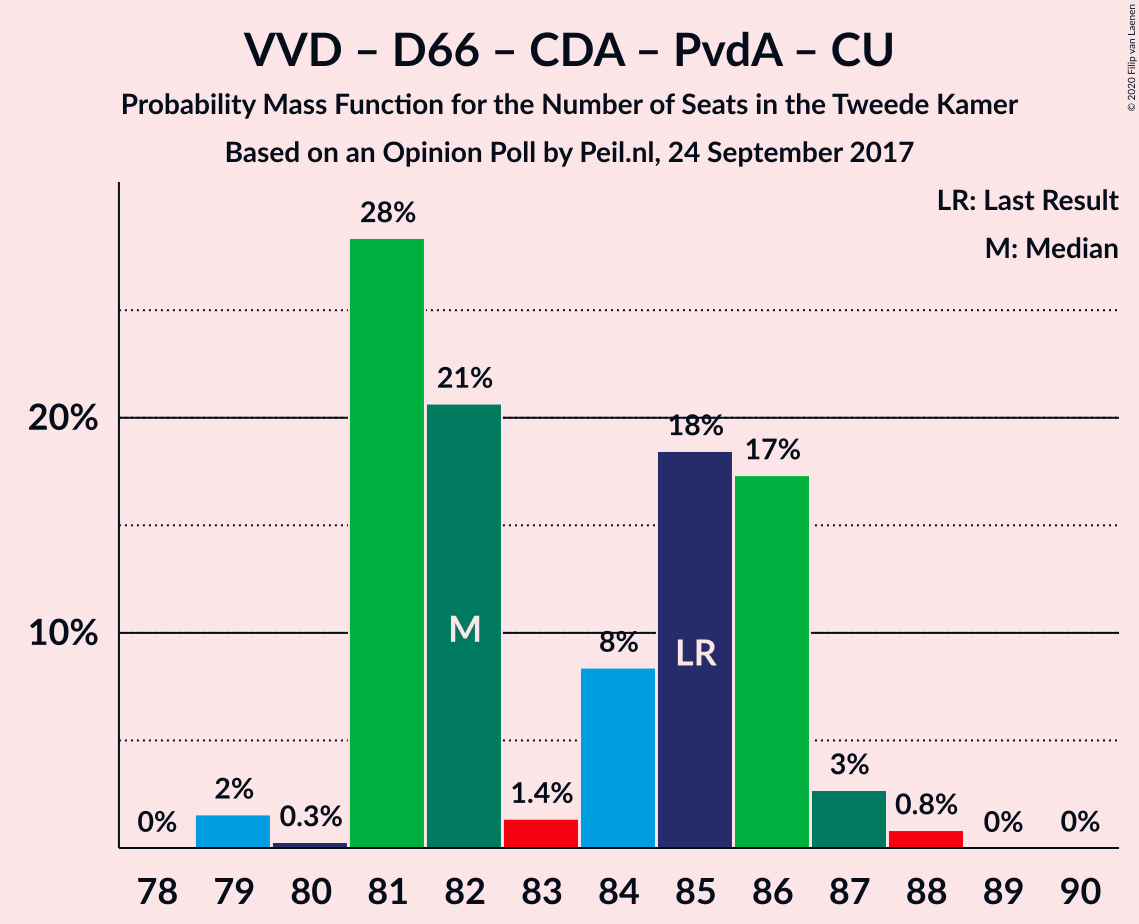 VVD – D66 – CDA – PvdA – CU
Probability Mass Function for the Number of Seats in the Tweede Kamer
Based on an Opinion Poll by Peil.nl, 24 September 2017
© 2020 Filip van Laenen
LR: Last Result
M: Median
20%
10%
0%
2%
0.3%
28%
21%
1.4%
8%
18%
17%
3%
0.8%
0%
0%
M
LR
78 79 80 81 82 83 84 85 86 87 88 89 90